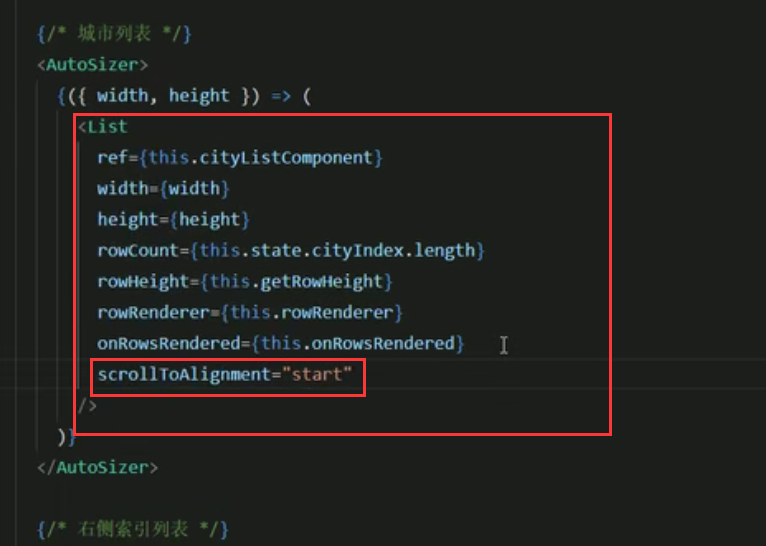 {/* 城市列表 */}
<AutoSizer>
{({ width, height }) => (
<List
ref={this.cityListComponent}
width={width}
height={height}
rowCount={this.state.cityIndex.length}
rowHeight={this.getRowHeight}
rowRenderer={this.rowRenderer}
onRowsRendered={this.onRowsRendered}
scrollToAlignment="start"
/>
)}
</AutoSizer>
{/* 右侧索引列表 */}